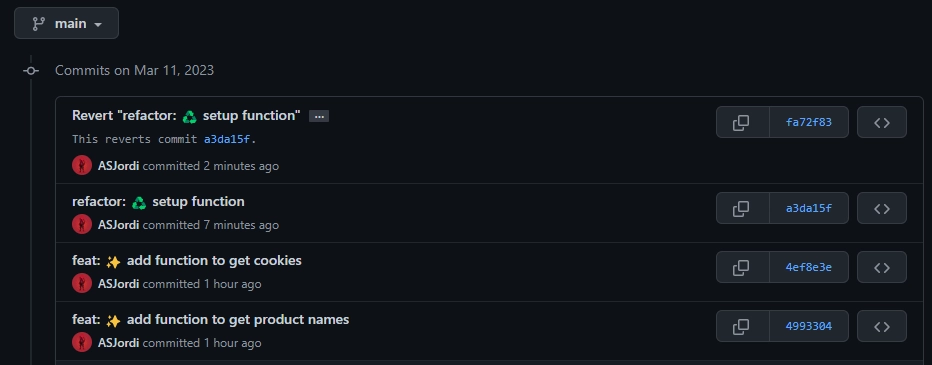 main
Commits on Mar 11, 2023
Revert "refactor: ♻️ setup function" ...
fa72f83
This reverts commit a3da15f.
ASJordi committed 2 minutes ago
refactor: ♻️ setup function
a3da15f
ASJordi committed 7 minutes ago
feat: ✨ add function to get cookies
4ef8e3e
ASJordi committed 1 hour ago
feat: ✨ add function to get product names
4993304
ASJordi committed 1 hour ago